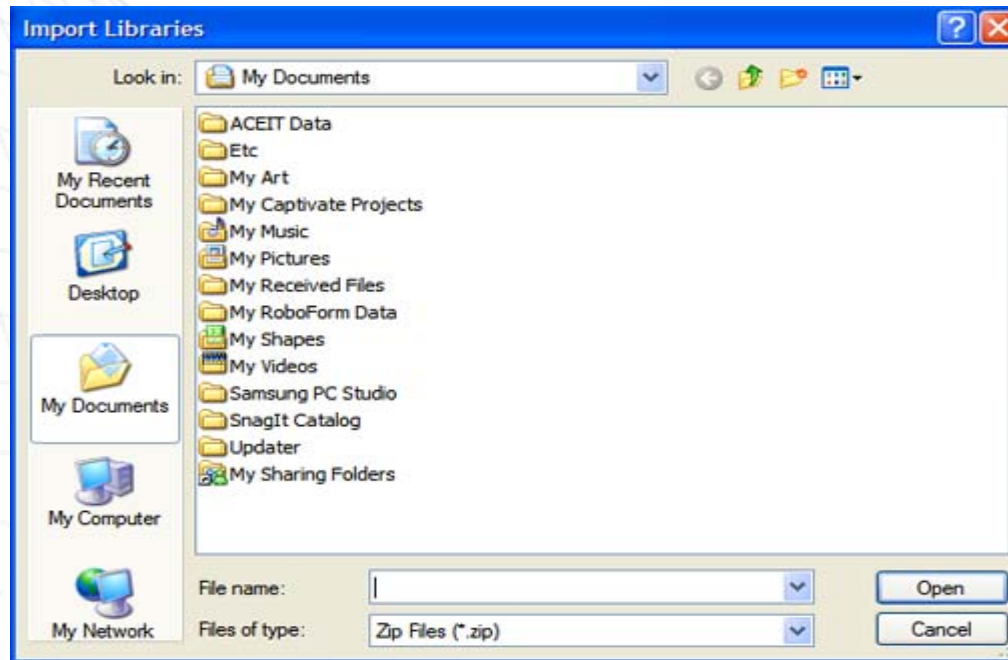 Import Libraries
Look in: My Documents
My Recent
Documents
Desktop
My Documents
My Computer
My Network
ACEIT Data
Etc
My Art
My Captivate Projects
My Music
My Pictures
My Received Files
My RoboForm Data
My Shapes
My Videos
Samsung PC Studio
SnagIt Catalog
Updater
My Sharing Folders
File name: Open
Files of type: Zip Files (*.zip) Cancel